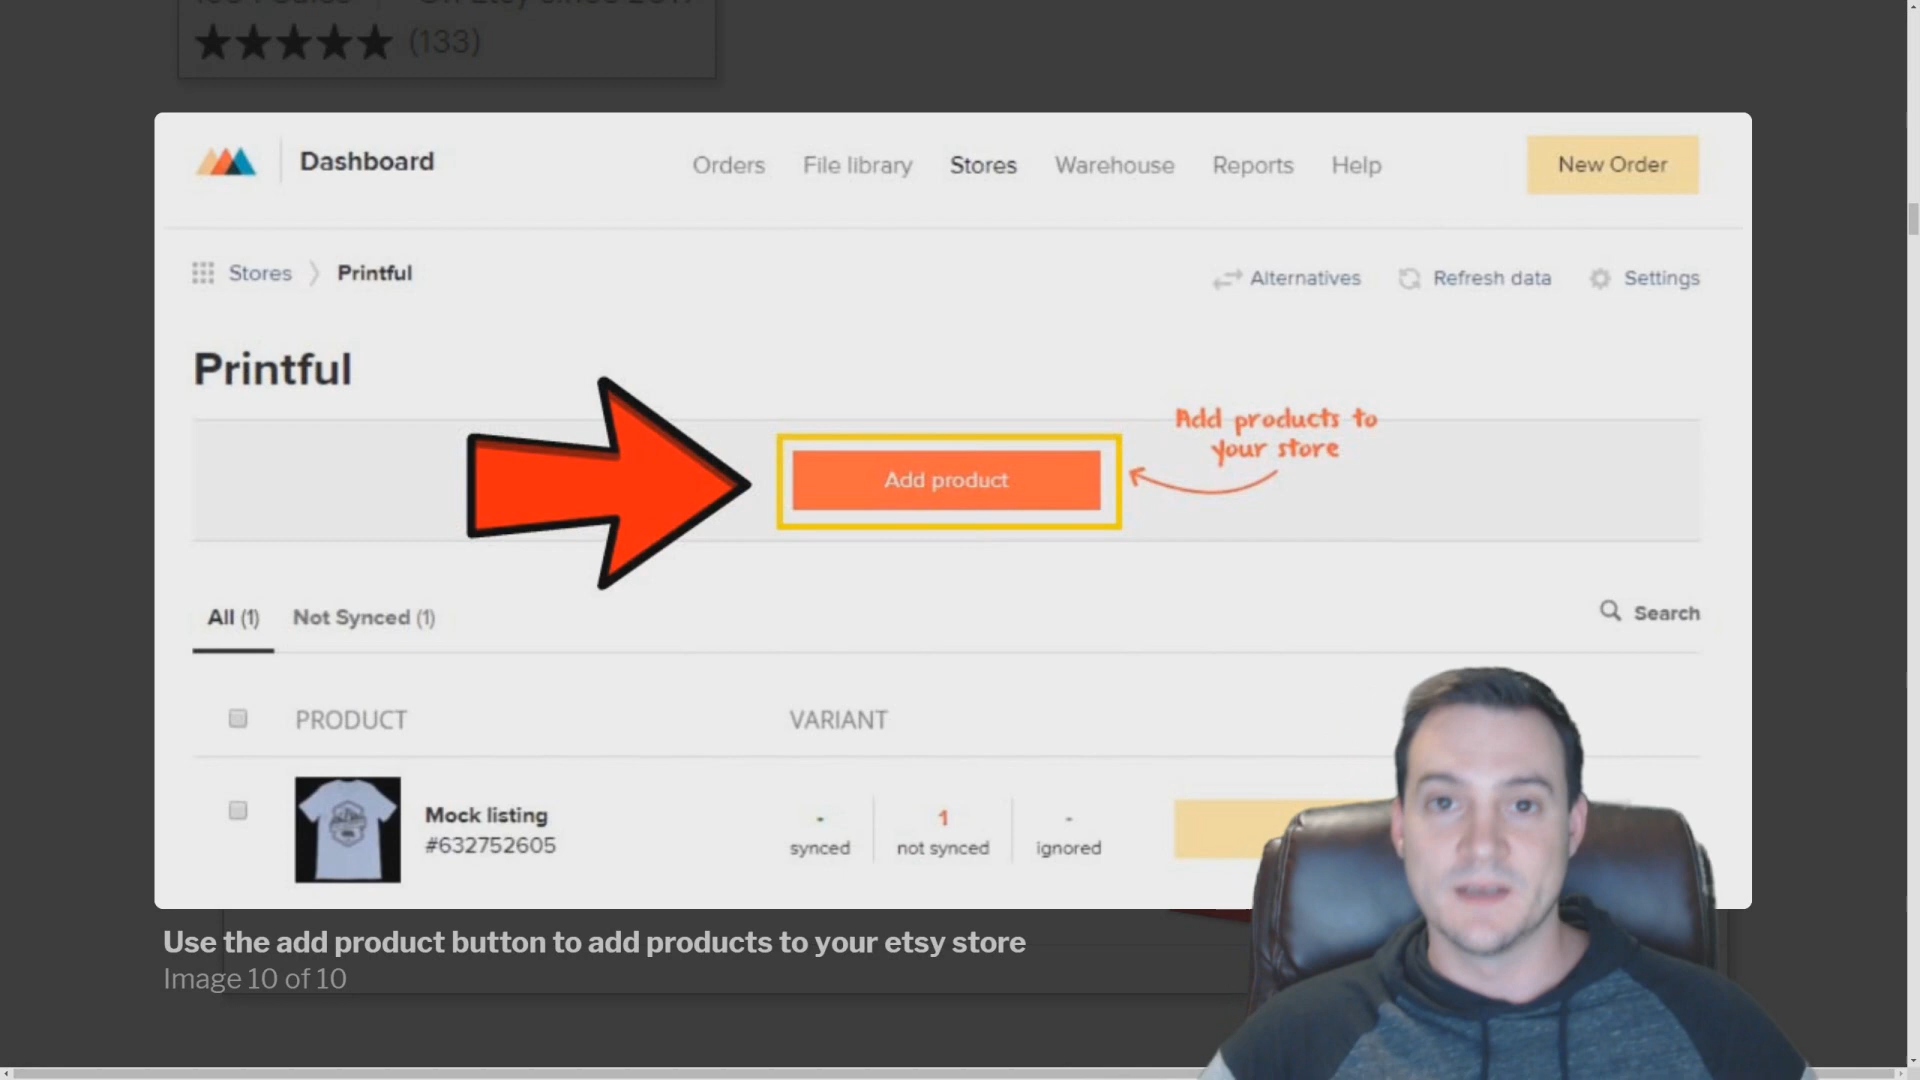 (133)
Dashboard
Orders
File library
Stores
Warehouse
Reports
Help
New Order
Stores
Printful
Alternatives
Refresh data
Settings
Printful
Add products to
your store
Add product
All (1)
Not Synced (1)
Search
PRODUCT
VARIANT
Mock listing
#632752605
-
synced
1
not synced
-
ignored
Use the add product button to add products to your etsy store
Image 10 of 10